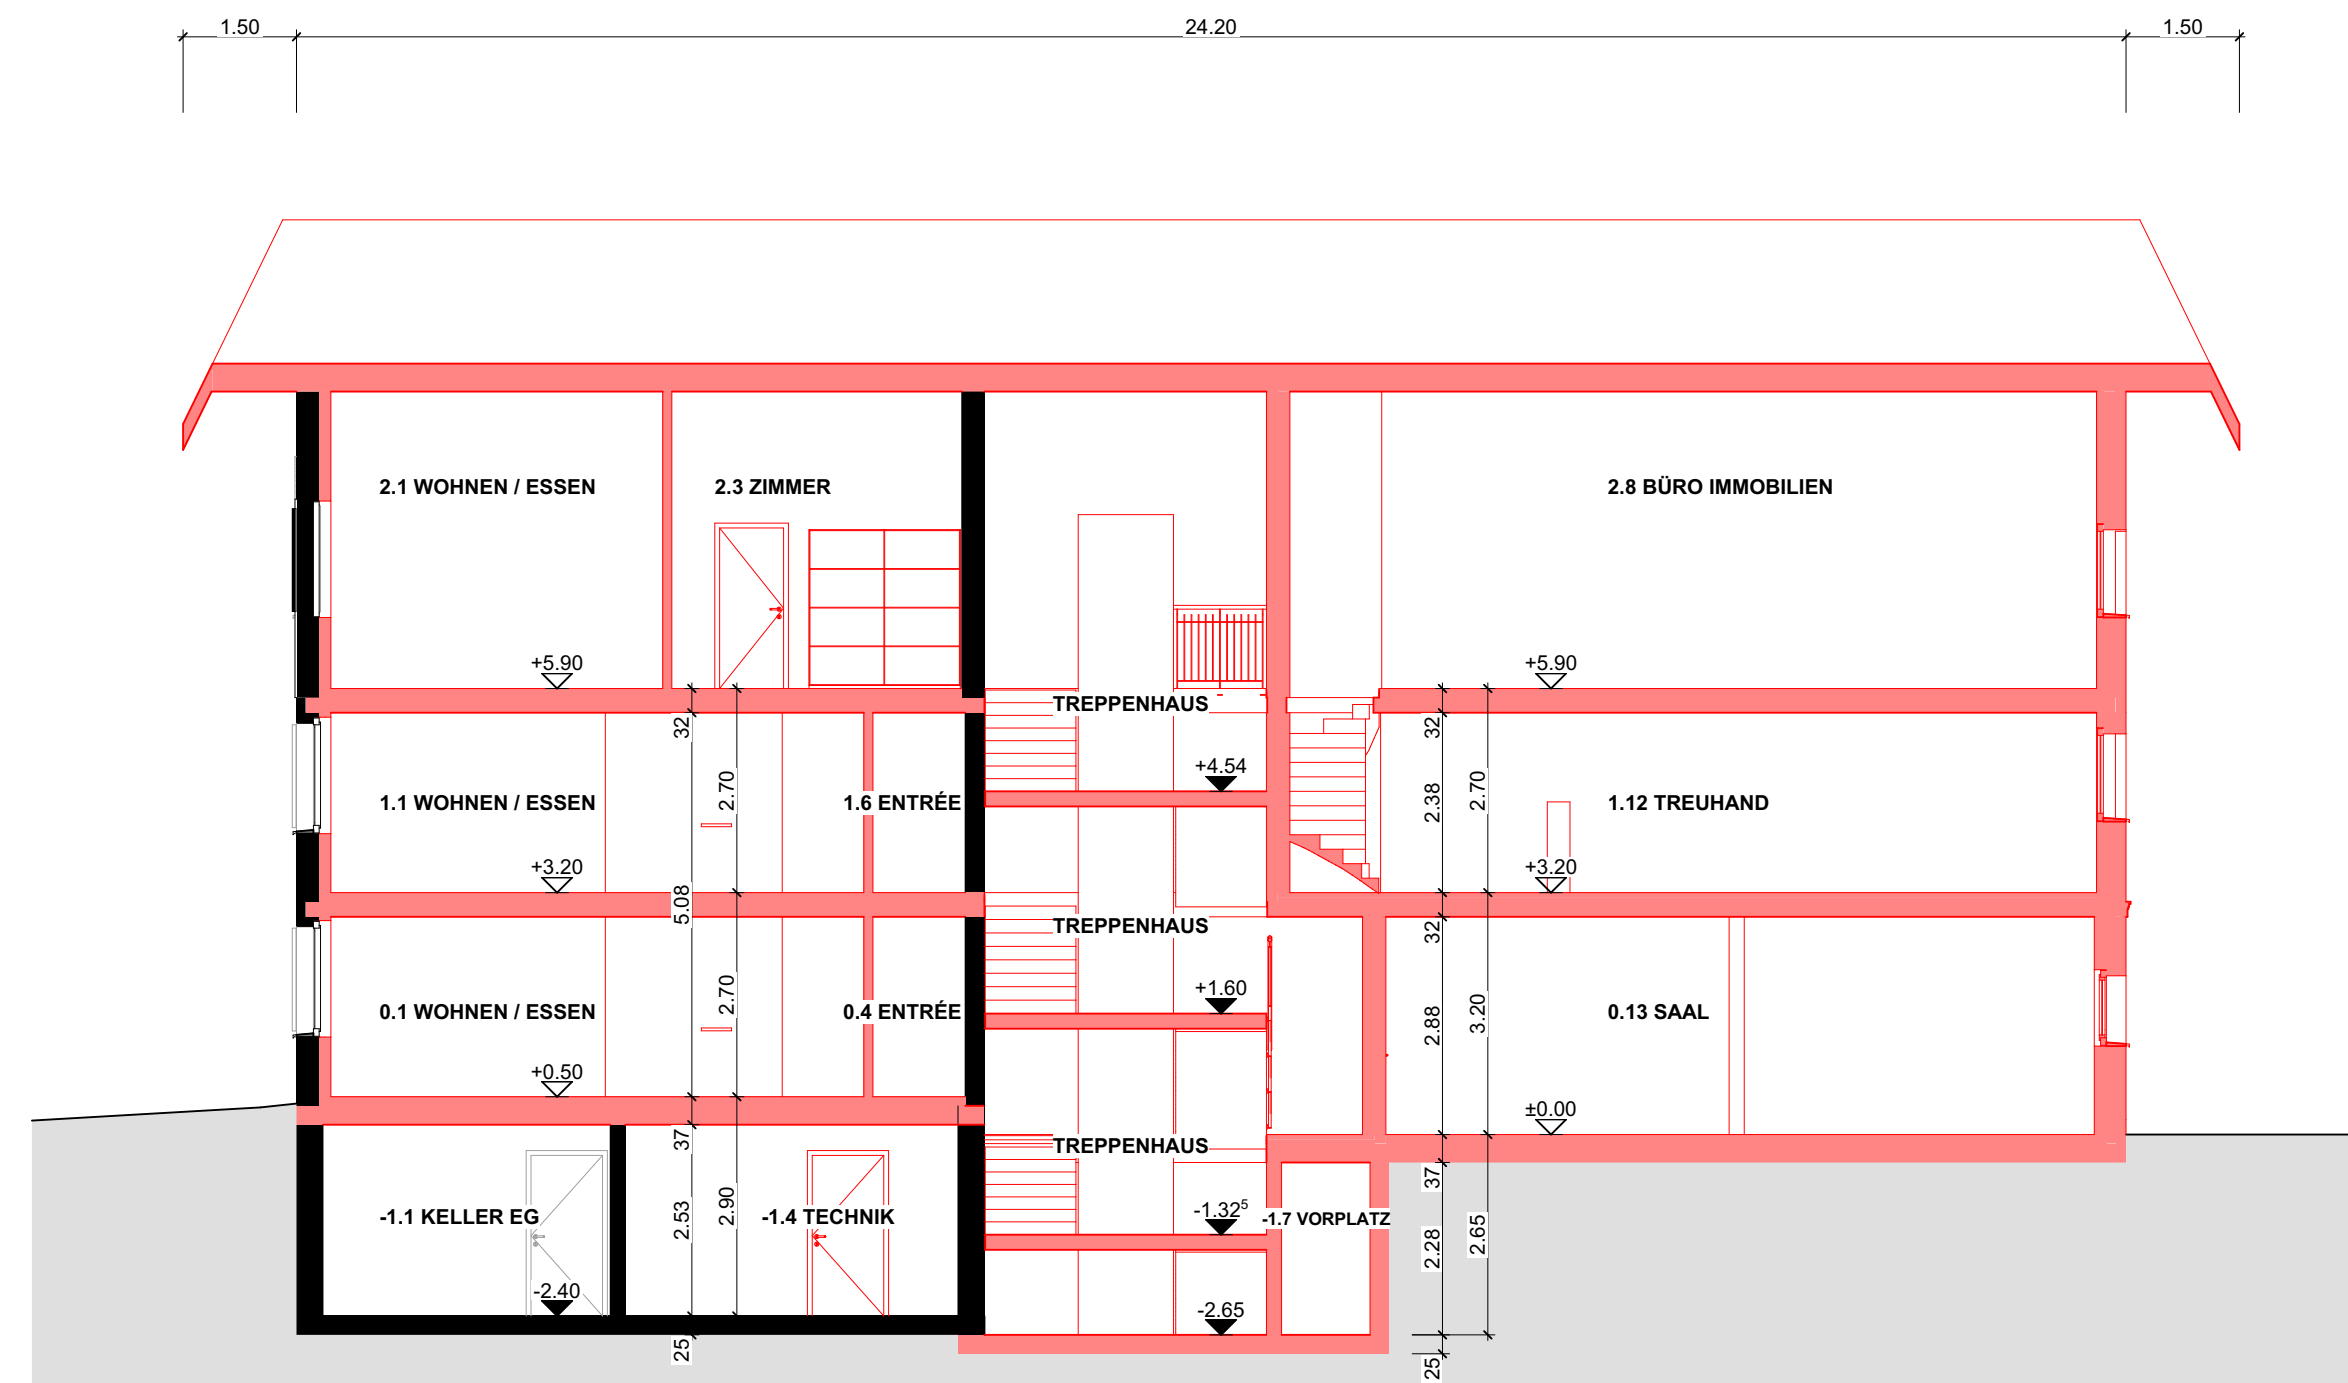 1.50
24.20
1.50
2.1 WOHNEN / ESSEN
2.3 ZIMMER
2.8 BÜRO IMMOBILIEN
+5.90
+5.90
TREPPENHAUS
32
32
+4.54
2.70
2.38
2.70
1.1 WOHNEN / ESSEN
1.6 ENTRÉE
1.12 TREUHAND
+3.20
+3.20
5.08
TREPPENHAUS
32
+1.60
2.70
2.88
3.20
0.1 WOHNEN / ESSEN
0.4 ENTRÉE
0.13 SAAL
+0.50
±0.00
TREPPENHAUS
37
37
-1.32⁵
-1.1 KELLER EG
-1.4 TECHNIK
-1.7 VORPLATZ
2.53
2.90
2.28
2.65
-2.40
-2.65
25
25